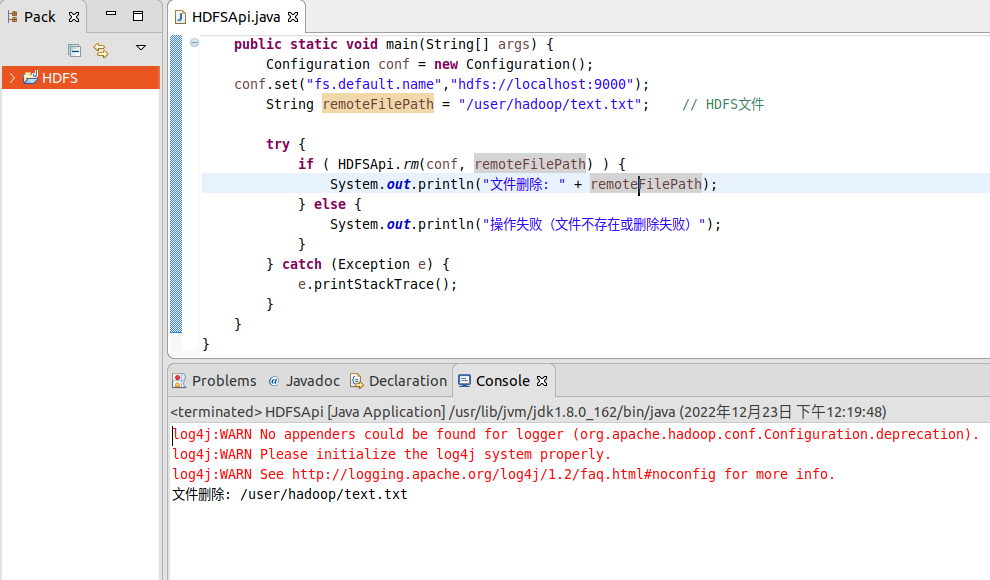 Pack
HDFS
HDFSApi.java
public static void main(String[] args) {
Configuration conf = new Configuration();
conf.set("fs.default.name","hdfs://localhost:9000");
String remoteFilePath = "/user/hadoop/text.txt";    // HDFS文件
try {
if ( HDFSApi.rm(conf, remoteFilePath) ) {
System.out.println("文件删除: " + remoteFilePath);
} else {
System.out.println("操作失败（文件不存在或删除失败）");
}
} catch (Exception e) {
e.printStackTrace();
}
}
}
Problems @ Javadoc Declaration Console
<terminated> HDFSApi [Java Application] /usr/lib/jvm/jdk1.8.0_162/bin/java (2022年12月23日 下午12:19:48)
log4j:WARN No appenders could be found for logger (org.apache.hadoop.conf.Configuration.deprecation).
log4j:WARN Please initialize the log4j system properly.
log4j:WARN See http://logging.apache.org/log4j/1.2/faq.html#noconfig for more info.
文件删除: /user/hadoop/text.txt